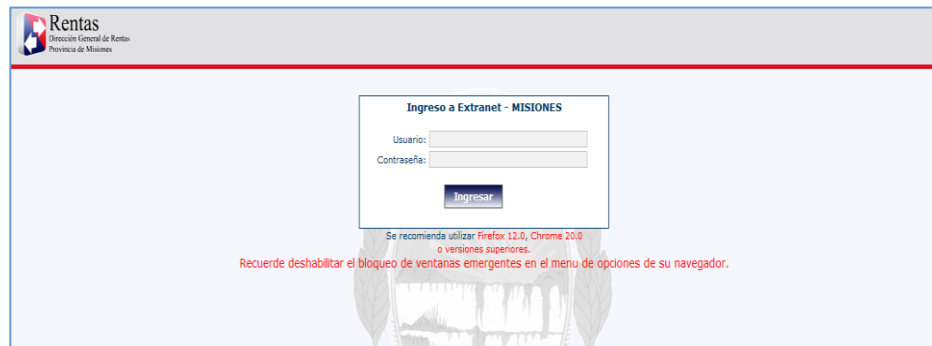 Rentas
Dirección General de Rentas
Provincia de Misiones
Ingreso a Extranet - MISIONES
Usuario:
Contraseña:
Ingresar
Se recomienda utilizar Firefox 12.0, Chrome 20.0
o versiones superiores.
Recuerde deshabilitar el bloqueo de ventanas emergentes en el menu de opciones de su navegador.